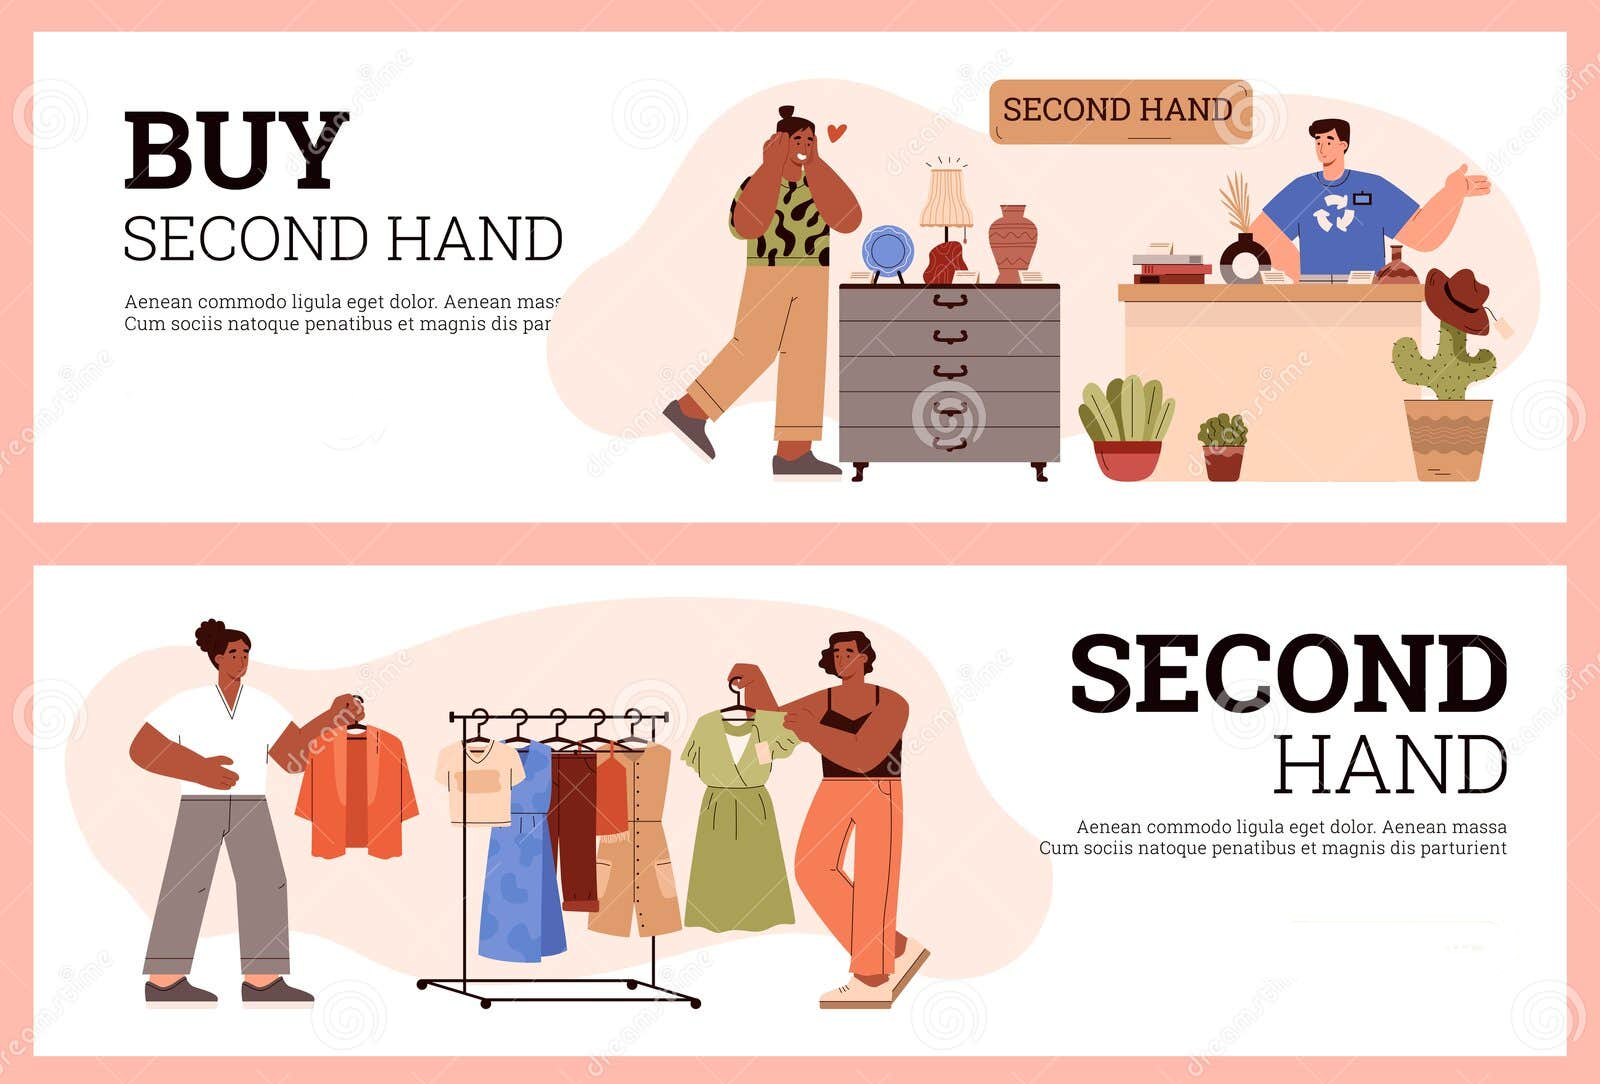 BUY
SECOND HAND
Aenean commodo ligula eget dolor. Aenean mass
Cum sociis natoque penatibus et magnis dis par
SECOND HAND
SECOND
HAND
Aenean commodo ligula eget dolor. Aenean massa
Cum sociis natoque penatibus et magnis dis parturient
dreamstime